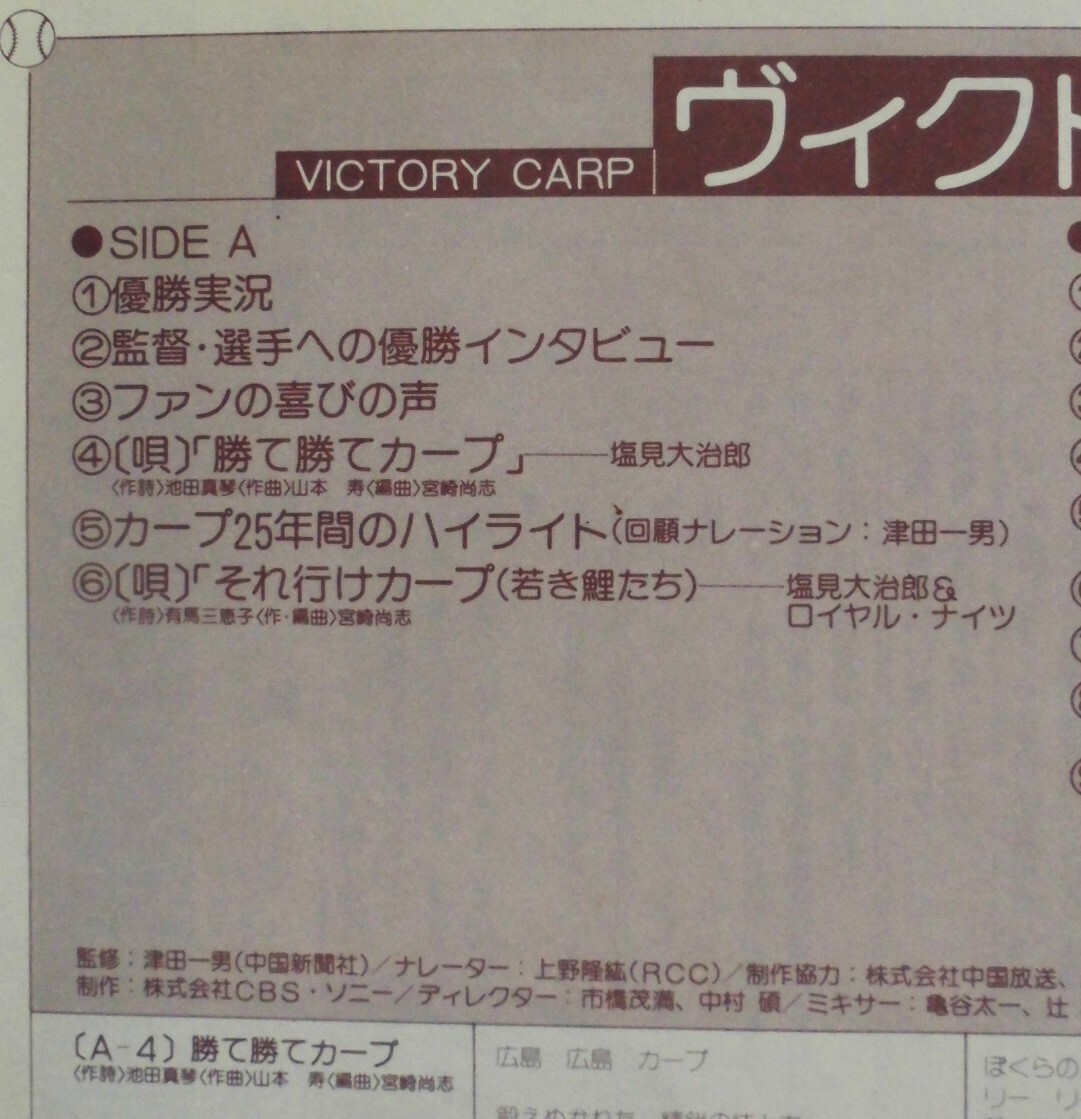 ヴィクト
VICTORY CARP
●SIDE A
①優勝実況
②監督・選手への優勝インタビュー
③ファンの喜びの声
④〔唄〕「勝て勝てカープ」――塩見大治郎
〈作詩〉池田真琴〈作曲〉山本 寿〈編曲〉宮崎尚志
⑤カープ25年間のハイライト(回顧ナレーション:津田一男)
⑥〔唄〕「それ行けカープ(若き鯉たち)――塩見大治郎&
ロイヤル・ナイツ
〈作詩〉有馬三恵子〈作・編曲〉宮崎尚志
監修:津田一男(中国新聞社)/ナレーター:上野隆紘(RCC)/制作協力:株式会社中国放送、
制作:株式会社CBS・ソニー/ディレクター:市橋茂満、中村 碩/ミキサー:亀谷太一、辻
〔A-4〕勝て勝てカープ
〈作詩〉池田真琴〈作曲〉山本 寿〈編曲〉宮崎尚志
広島 広島 カープ
ぼくらの
リー リ